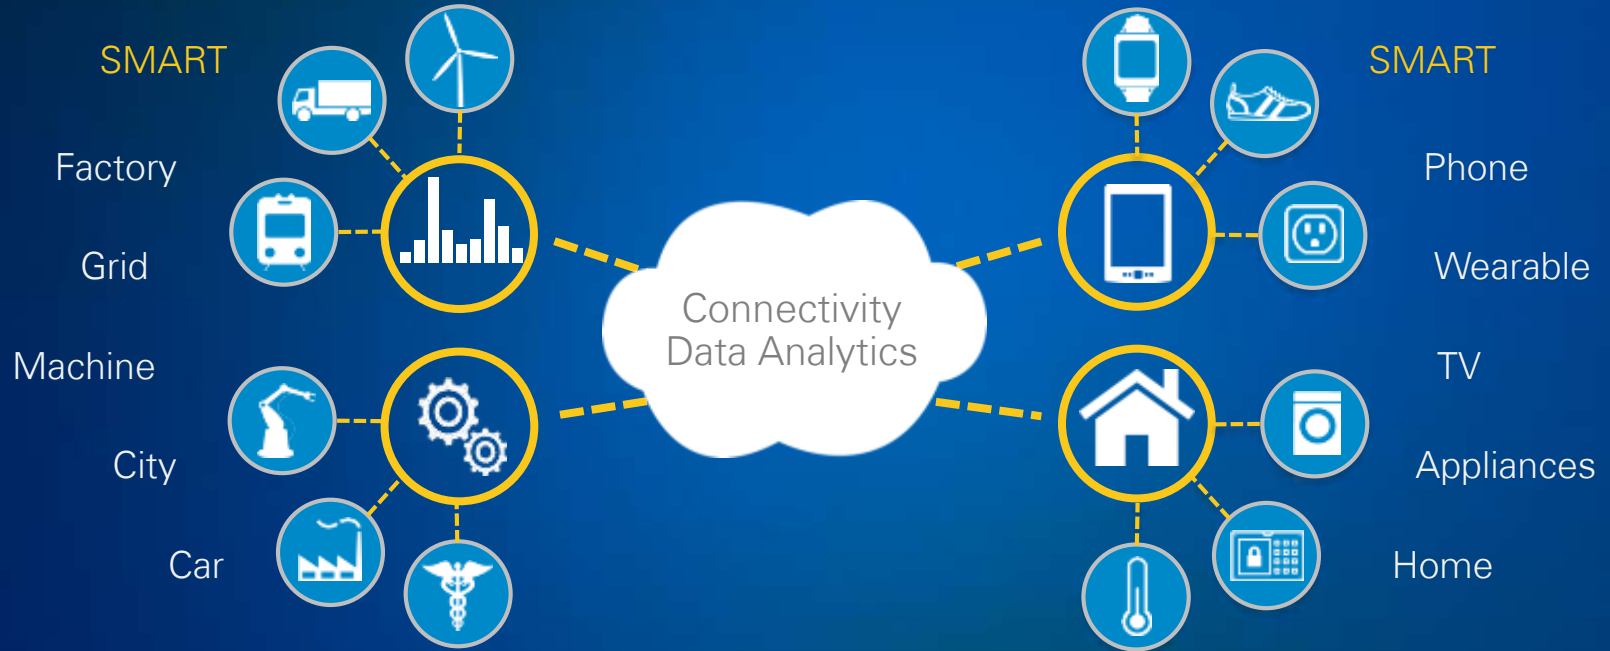 SMART
Factory
Grid
Machine
City
Car
Connectivity
Data Analytics
SMART
Phone
Wearable
TV
Appliances
Home